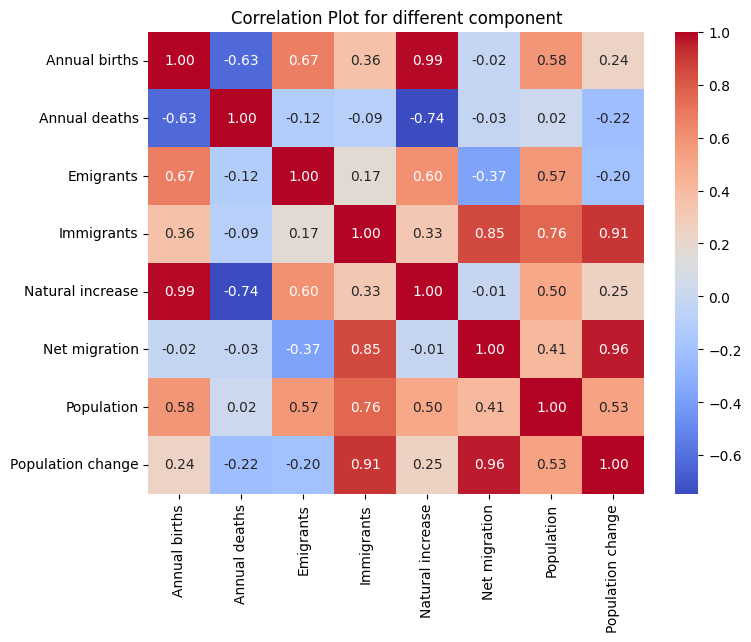 Correlation Plot for different component
Annual births 1.00 -0.63 0.67 0.36 0.99 -0.02 0.58 0.24
Annual deaths -0.63 1.00 -0.12 -0.09 -0.74 -0.03 0.02 -0.22
Emigrants 0.67 -0.12 1.00 0.17 0.60 -0.37 0.57 -0.20
Immigrants 0.36 -0.09 0.17 1.00 0.33 0.85 0.76 0.91
Natural increase 0.99 -0.74 0.60 0.33 1.00 -0.01 0.50 0.25
Net migration -0.02 -0.03 -0.37 0.85 -0.01 1.00 0.41 0.96
Population 0.58 0.02 0.57 0.76 0.50 0.41 1.00 0.53
Population change 0.24 -0.22 -0.20 0.91 0.25 0.96 0.53 1.00
Annual births
Annual deaths
Emigrants
Immigrants
Natural increase
Net migration
Population
Population change
1.0
0.8
0.6
0.4
0.2
0.0
−0.2
−0.4
−0.6